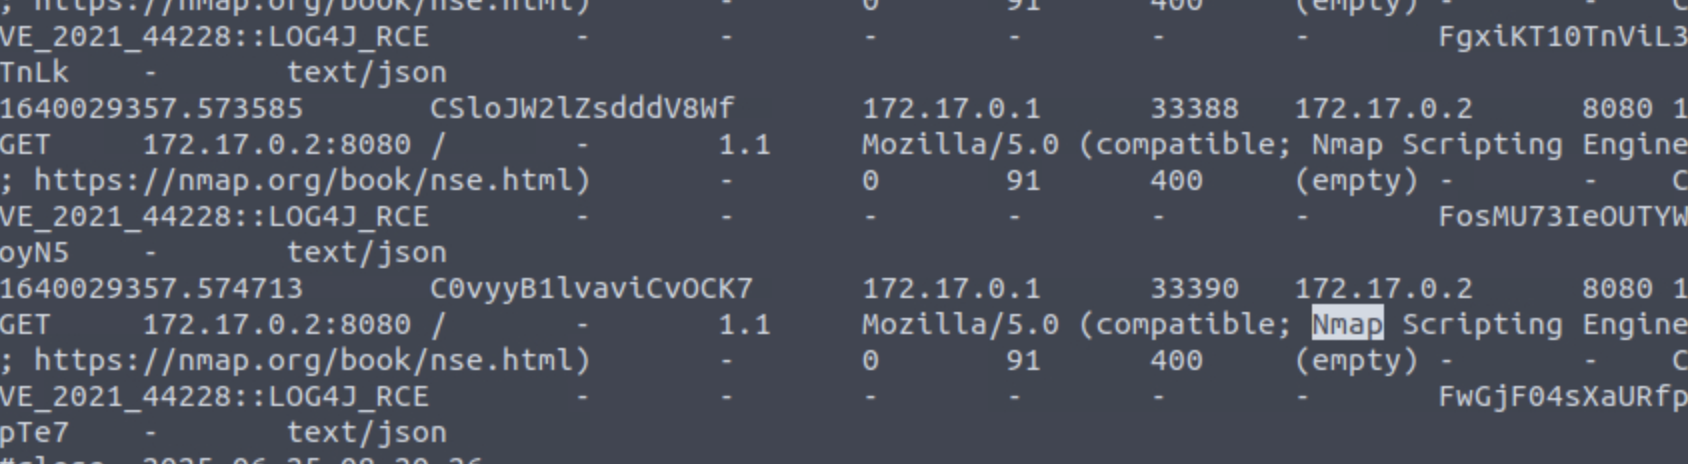 ; https://nmap.org/book/nse.html) - 0 91 400 (empty) - - C
VE_2021_44228::LOG4J_RCE - - - - - - FgxiKT10TnViL3
TnLk - text/json
1640029357.573585 CSloJW2lZsdddV8Wf 172.17.0.1 33388 172.17.0.2 8080 1
GET 172.17.0.2:8080 / - 1.1 Mozilla/5.0 (compatible; Nmap Scripting Engine
; https://nmap.org/book/nse.html) - 0 91 400 (empty) - - C
VE_2021_44228::LOG4J_RCE - - - - - - FosMU73IeOUTYW
oyN5 - text/json
1640029357.574713 C0vyyB1lvaviCvOCK7 172.17.0.1 33390 172.17.0.2 8080 1
GET 172.17.0.2:8080 / - 1.1 Mozilla/5.0 (compatible; Nmap Scripting Engine
; https://nmap.org/book/nse.html) - 0 91 400 (empty) - - C
VE_2021_44228::LOG4J_RCE - - - - - - FwGjF04sXaURfp
pTe7 - text/json